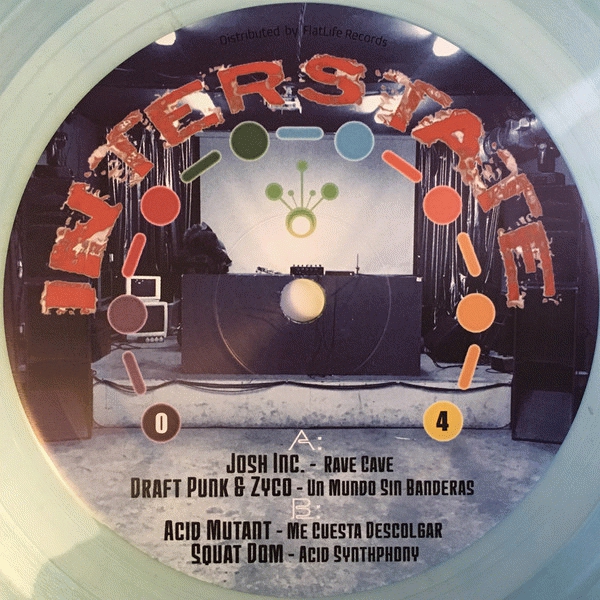 Distributed by FlatLife Records
INTERSTATE
0 4
A:
JOSH INC. - RAVE CAVE
DRAFT PUNK & ZYCO - UN MUNDO SIN BANDERAS
B:
ACID MUTANT - ME CUESTA DESCOLGAR
SQUAT DOM - ACID SYNTHPHONY